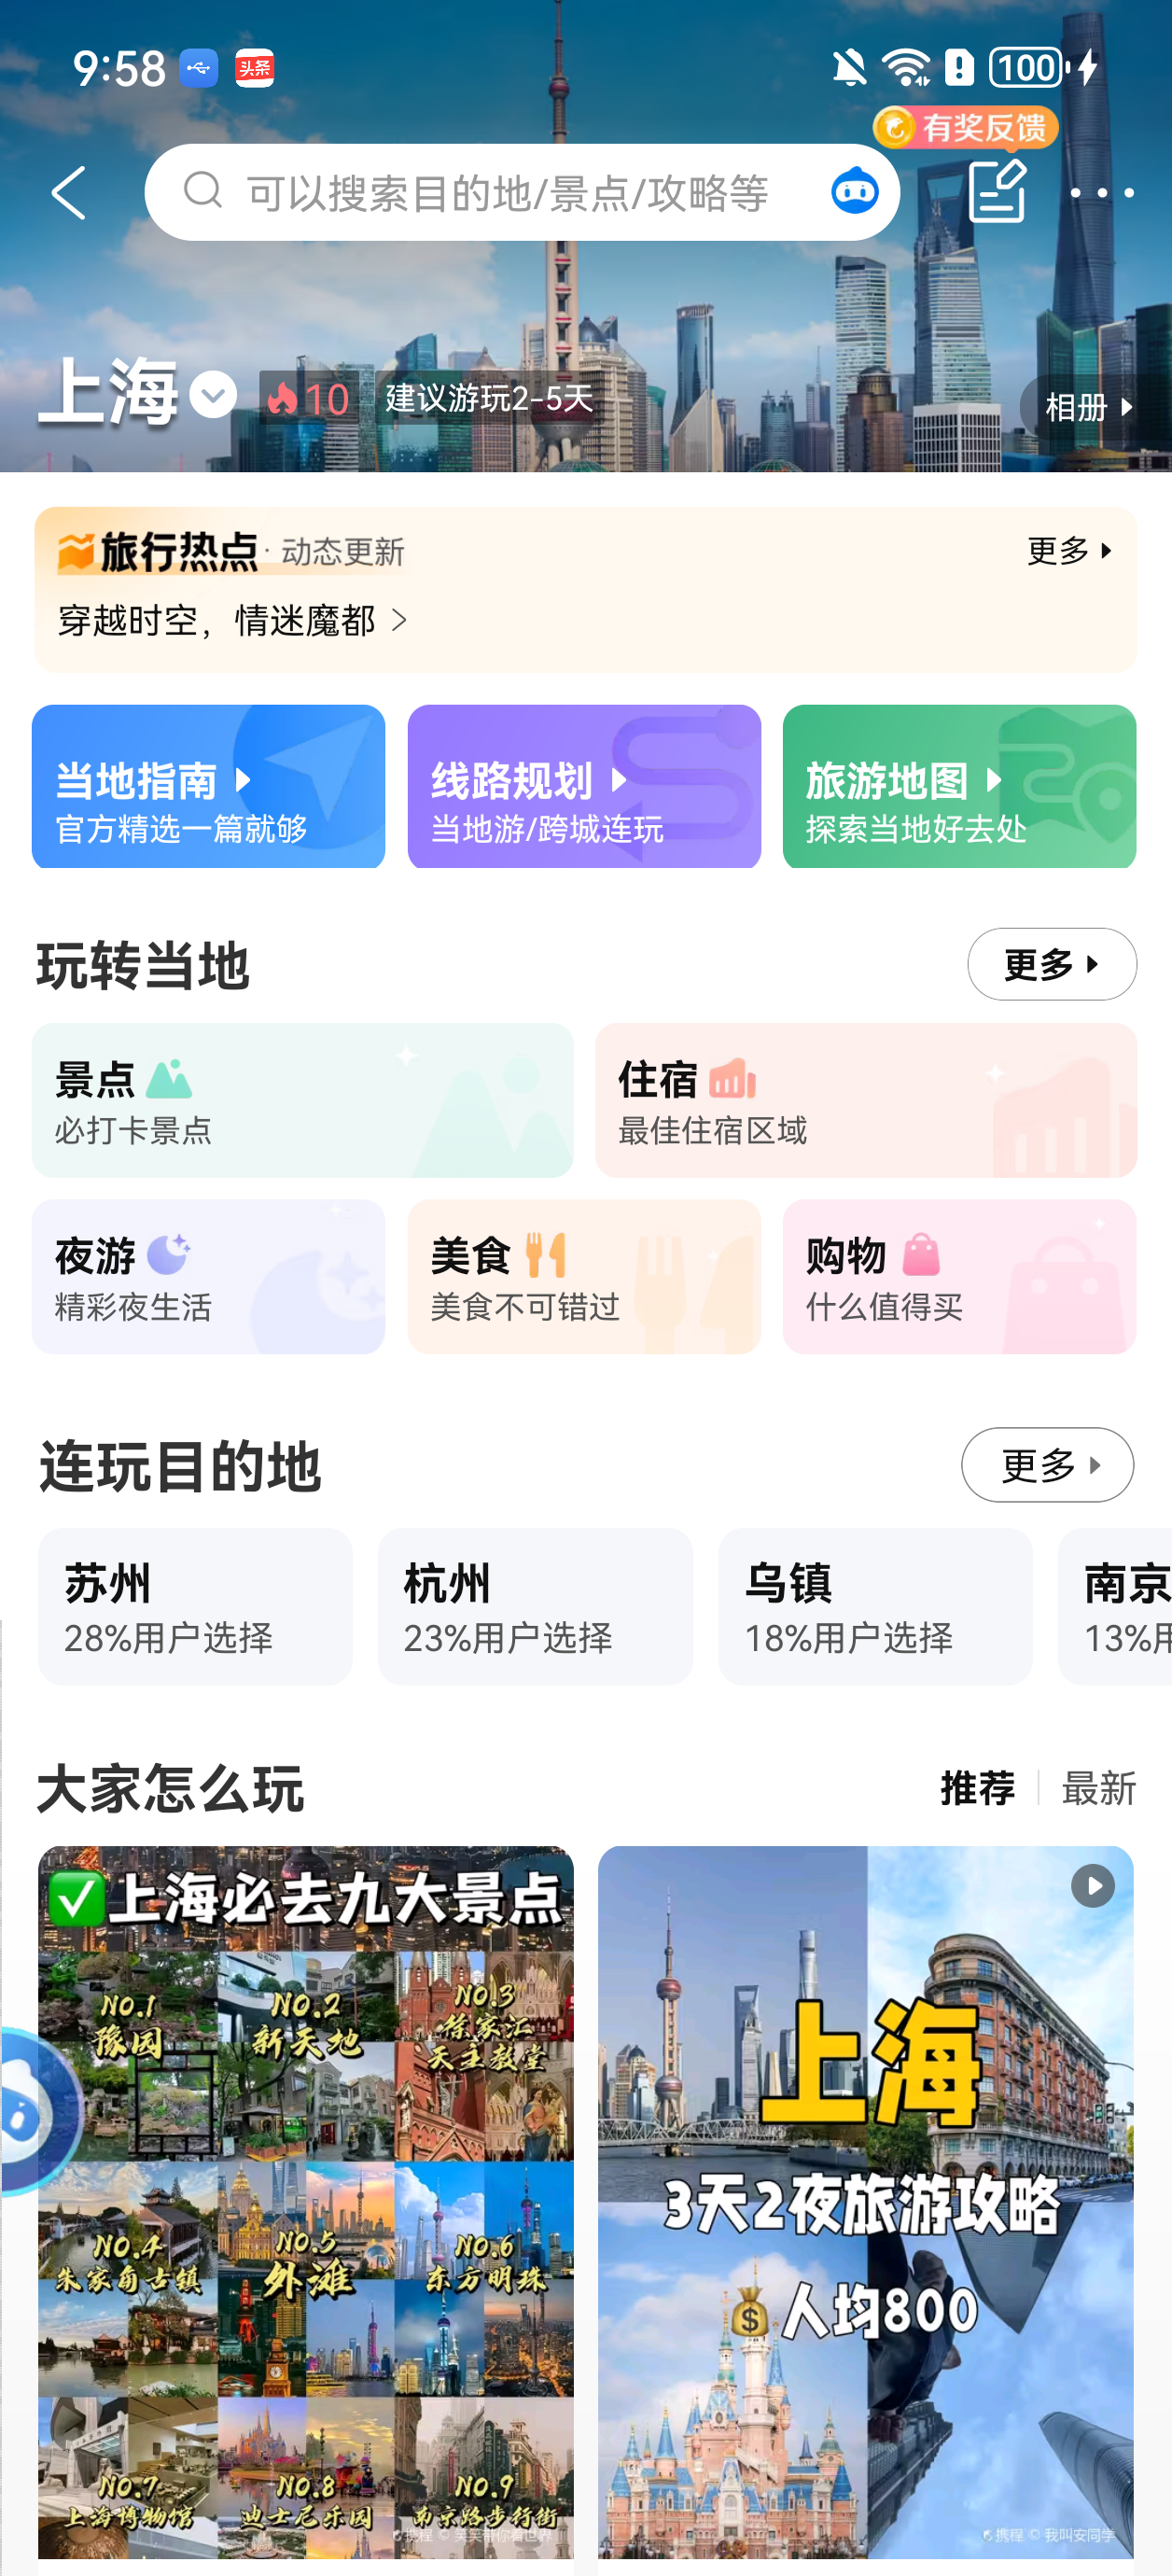 9:58
头条
100
有奖反馈
可以搜索目的地/景点/攻略等
上海
10
建议游玩2-5天
相册
旅行热点 · 动态更新
更多
穿越时空，情迷魔都
当地指南
官方精选一篇就够
线路规划
当地游/跨城连玩
旅游地图
探索当地好去处
玩转当地
更多
景点
必打卡景点
住宿
最佳住宿区域
夜游
精彩夜生活
美食
美食不可错过
购物
什么值得买
连玩目的地
更多
苏州
28%用户选择
杭州
23%用户选择
乌镇
18%用户选择
南京
13%用
大家怎么玩
推荐
最新
上海必去九大景点
NO.1
豫园
NO.2
新天地
NO.3
徐家汇
天主教堂
NO.4
朱家角古镇
NO.5
外滩
NO.6
东方明珠
NO.7
上海博物馆
NO.8
迪士尼乐园
NO.9
南京路步行街
携程 © 笑笑带你看世界
上海
3天2夜旅游攻略
人均800
携程 © 我叫安同学